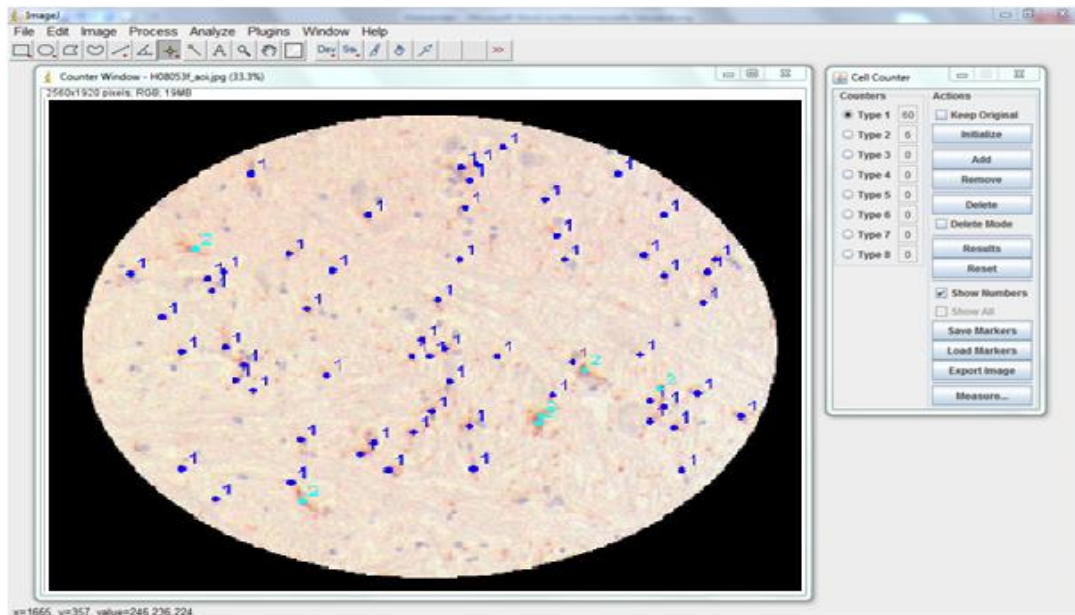 ImageJ
File Edit Image Process Analyze Plugins Window Help
Dev Stk >>
Counter Window - H08053f_aoi.jpg (33.3%)
2560x1920 pixels; RGB; 19MB
Cell Counter
Counters Actions
Type 1 60
Type 2 6
Type 3 0
Type 4 0
Type 5 0
Type 6 0
Type 7 0
Type 8 0
Keep Original
Initialize
Add
Remove
Delete
Delete Mode
Results
Reset
Show Numbers
Show All
Save Markers
Load Markers
Export Image
Measure...
x=1665, y=357, value=246,236,224